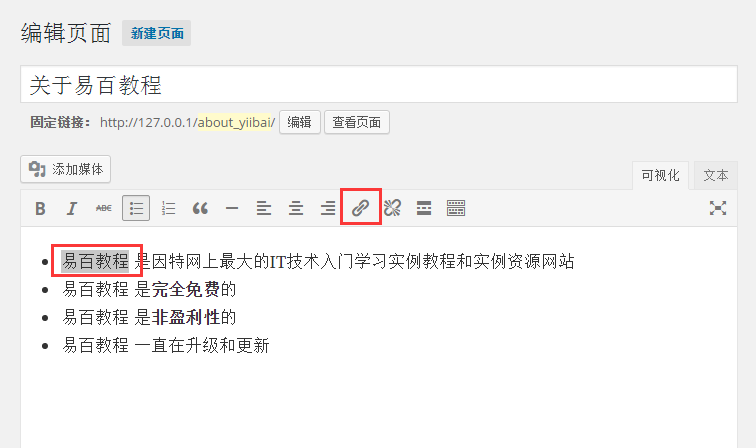 编辑页面 新建页面
关于易百教程
固定链接： http://127.0.0.1/about_yiibai/ 编辑 查看页面
添加媒体
可视化 文本
B I ABC
易百教程 是因特网上最大的IT技术入门学习实例教程和实例资源网站
易百教程 是完全免费的
易百教程 是非盈利性的
易百教程 一直在升级和更新